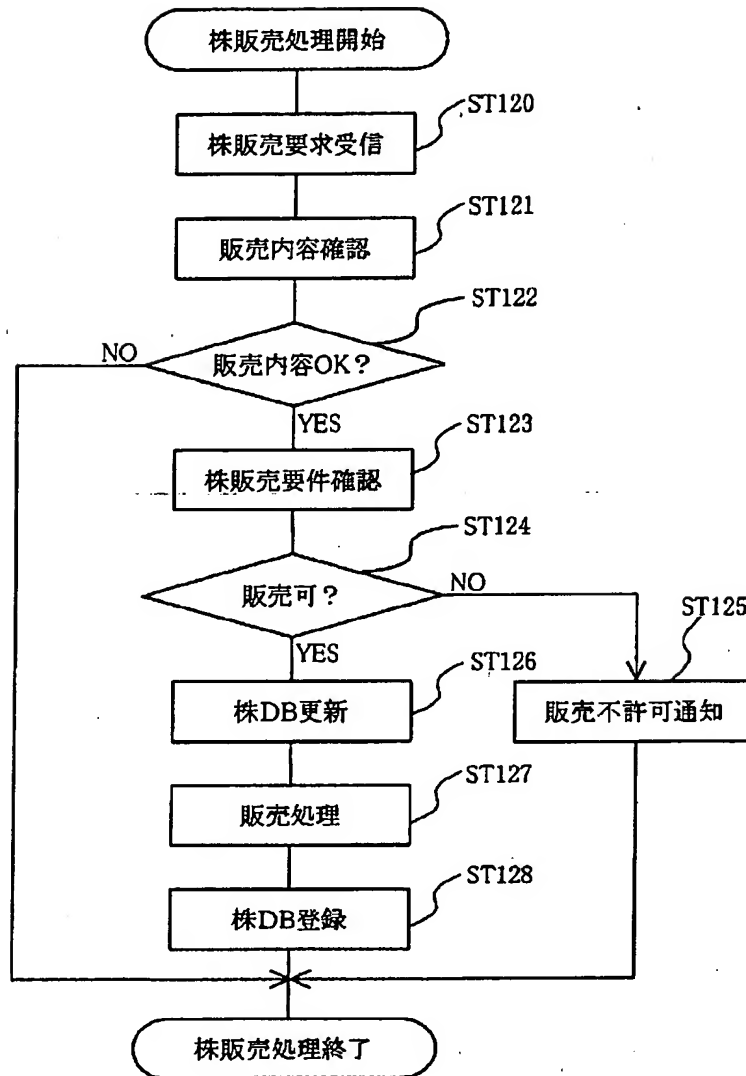 株販売処理開始
ST120
株販売要求受信
ST121
販売内容確認
ST122
NO
販売内容OK？
YES
ST123
株販売要件確認
ST124
販売可？
NO
ST125
YES
ST126
株DB更新
販売不許可通知
ST127
販売処理
ST128
株DB登録
株販売処理終了